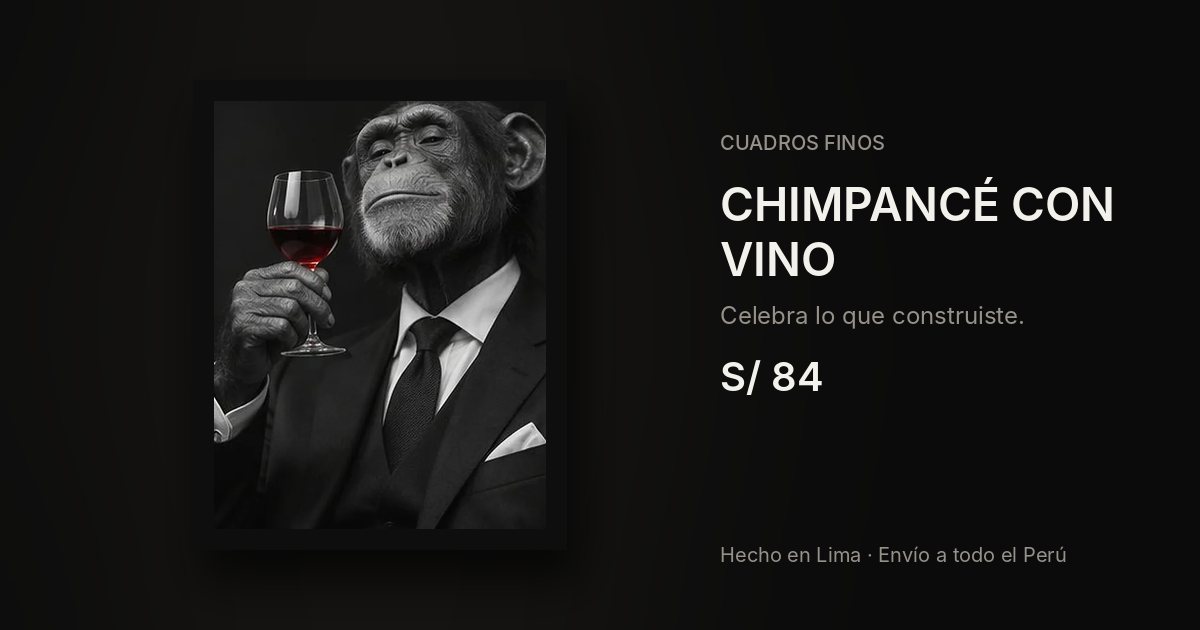 CUADROS FINOS
CHIMPANCÉ CON
VINO
Celebra lo que construiste.
S/ 84
Hecho en Lima · Envío a todo el Perú